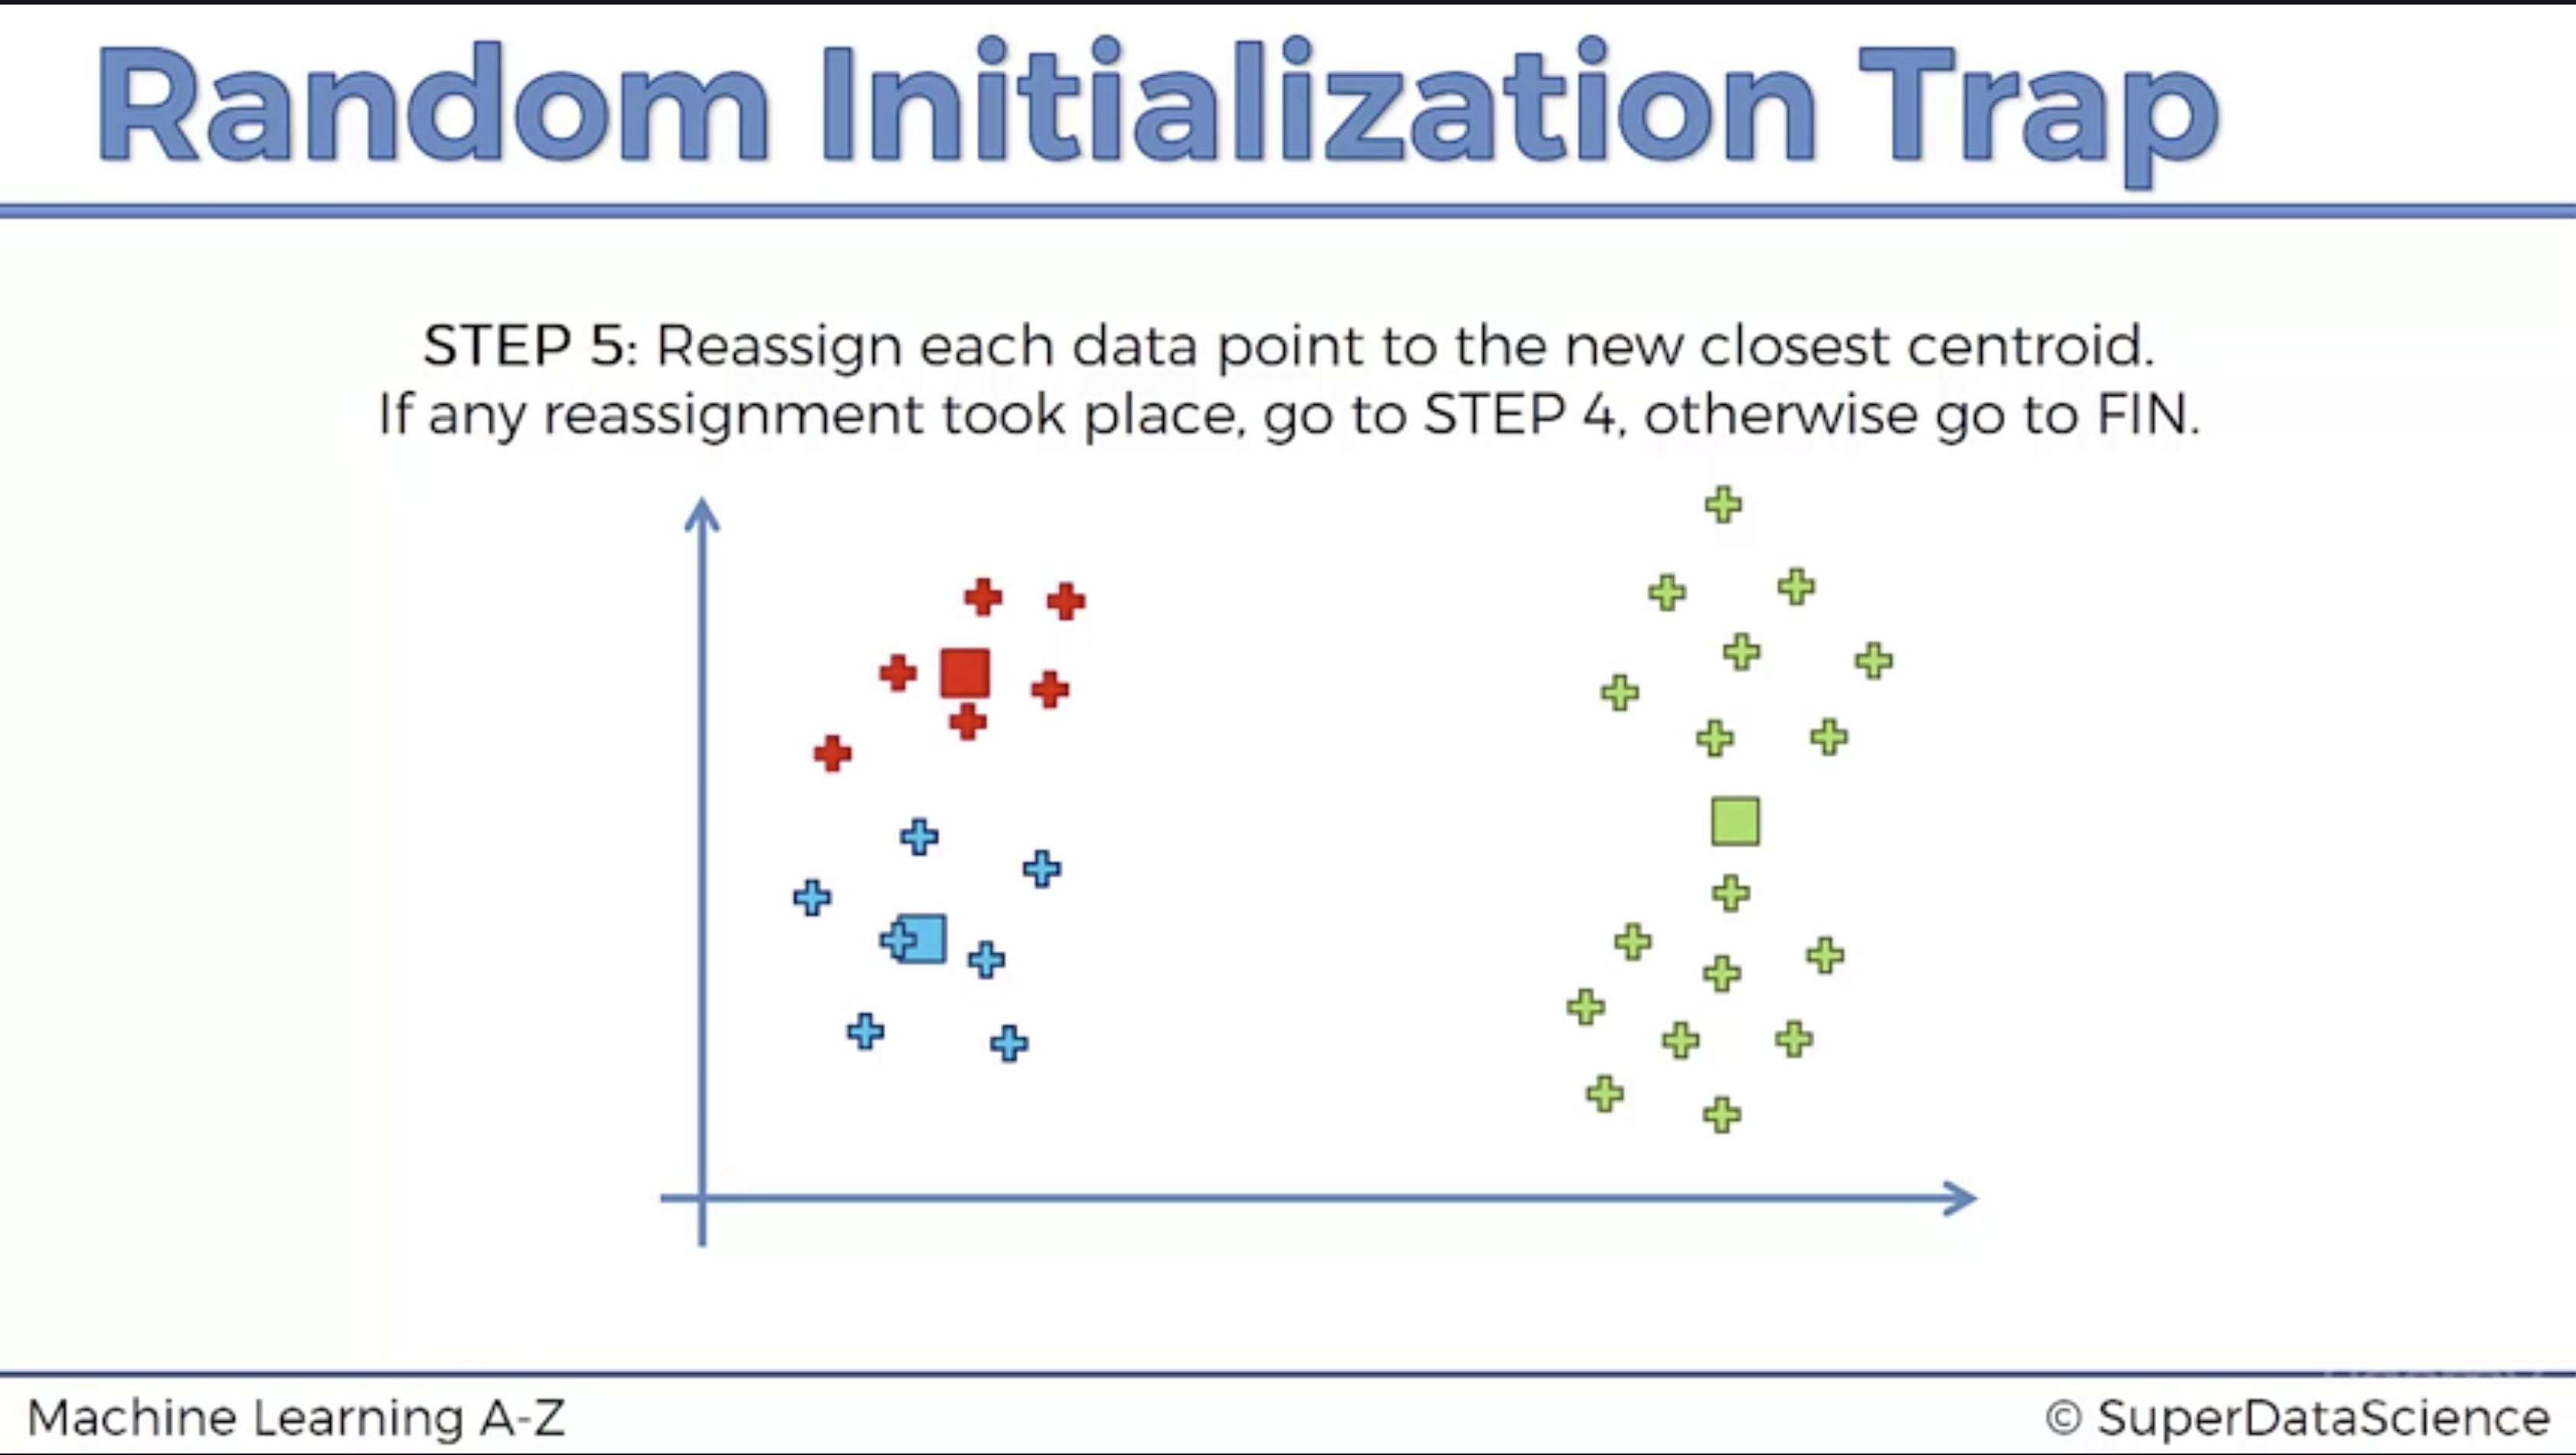 Random Initialization Trap
STEP 5: Reassign each data point to the new closest centroid.
If any reassignment took place, go to STEP 4, otherwise go to FIN.
Machine Learning A-Z
© SuperDataScience